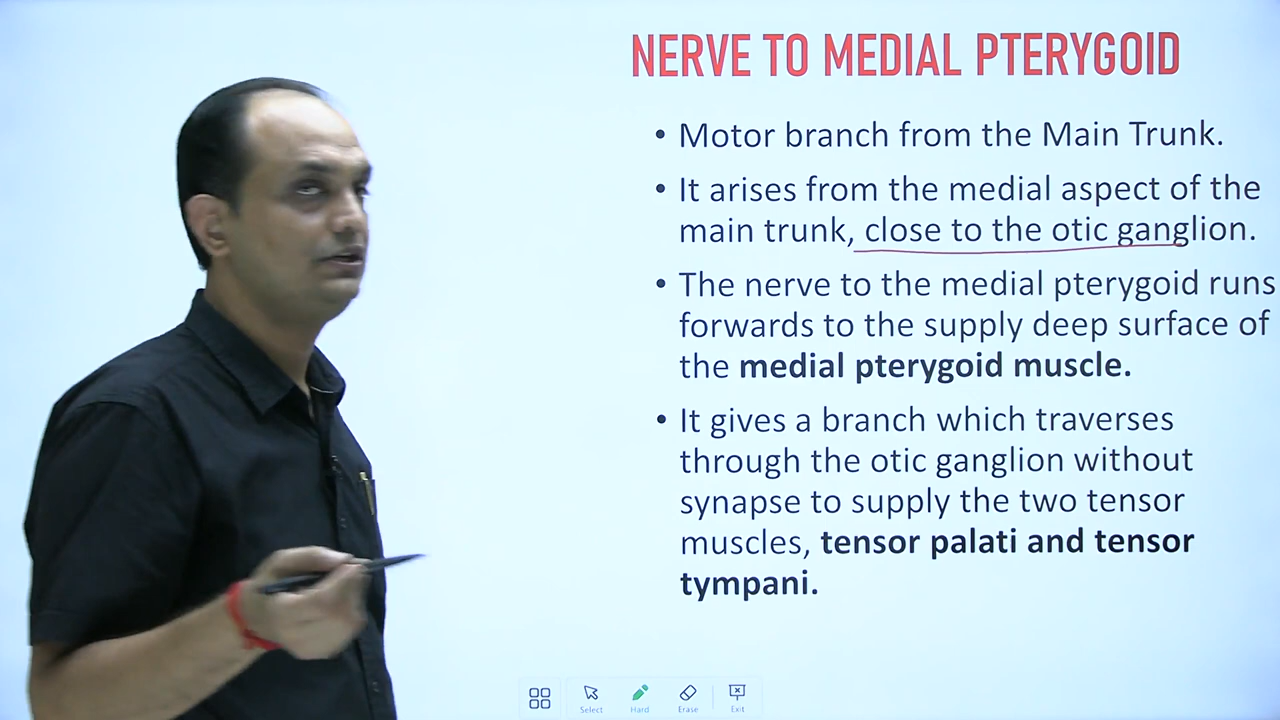 NERVE TO MEDIAL PTERYGOID
• Motor branch from the Main Trunk.
• It arises from the medial aspect of the
main trunk, close to the otic ganglion.
• The nerve to the medial pterygoid runs
forwards to the supply deep surface of
the medial pterygoid muscle.
• It gives a branch which traverses
through the otic ganglion without
synapse to supply the two tensor
muscles, tensor palati and tensor
tympani.
Select Hard Erase Exit